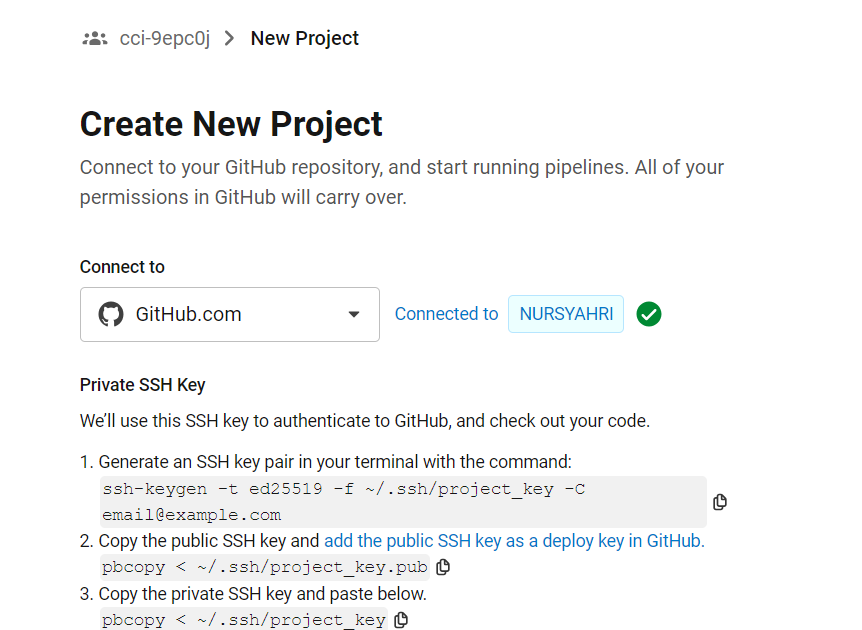 cci-9epc0j > New Project
Create New Project
Connect to your GitHub repository, and start running pipelines. All of your
permissions in GitHub will carry over.
Connect to
GitHub.com Connected to NURSYAHRI
Private SSH Key
We’ll use this SSH key to authenticate to GitHub, and check out your code.
1. Generate an SSH key pair in your terminal with the command:
ssh-keygen -t ed25519 -f ~/.ssh/project_key -C
email@example.com
2. Copy the public SSH key and add the public SSH key as a deploy key in GitHub.
pbcopy < ~/.ssh/project_key.pub
3. Copy the private SSH key and paste below.
pbcopy < ~/.ssh/project_key